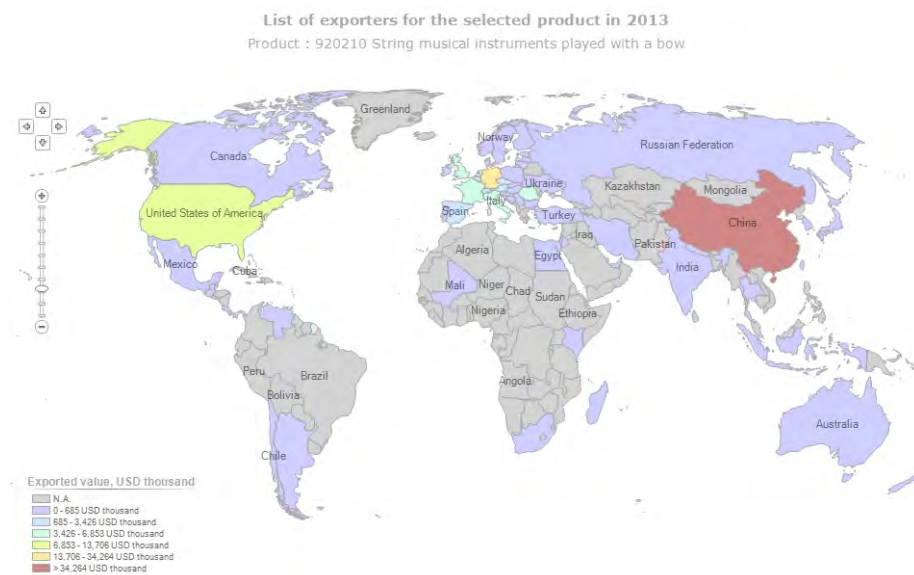 List of exporters for the selected product in 2013
Product : 920210 String musical instruments played with a bow
Greenland
Norway
Russian Federation
Canada
Ukraine
Kazakhstan
Mongolia
United States of America
Italy
Spain
Turkey
China
Iraq
Pakistan
Algeria
Egypt
Mexico
Cuba
India
Mali
Niger
Chad
Sudan
Nigeria
Ethiopia
Peru
Brazil
Angola
Bolivia
Chile
Australia
Exported value, USD thousand
N.A.
0 - 685 USD thousand
685 - 3,426 USD thousand
3,426 - 6,853 USD thousand
6,853 - 13,706 USD thousand
13,706 - 34,264 USD thousand
> 34,264 USD thousand